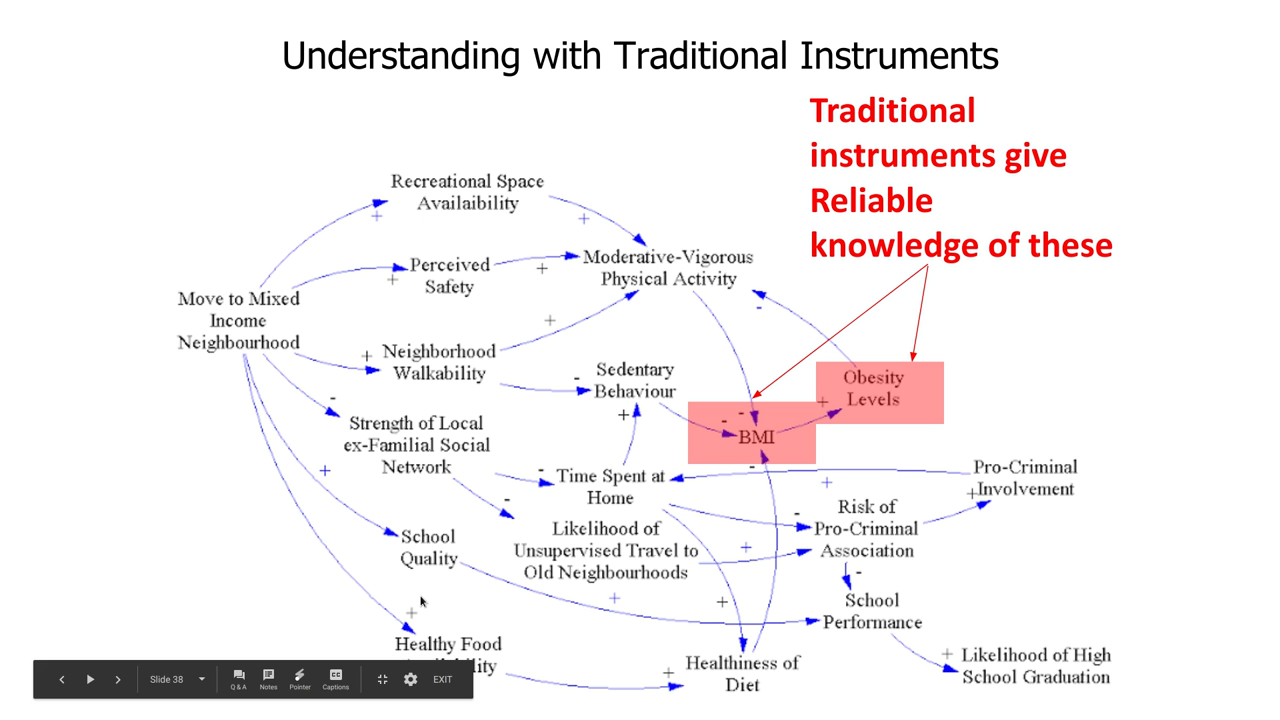 Understanding with Traditional Instruments
Traditional
instruments give
Reliable
knowledge of these
Recreational Space
Availaibility
+
+
Perceived
Safety
+
+
Moderative-Vigorous
Physical Activity
-
Move to Mixed
Income
Neighbourhood
+
Neighborhood
Walkability
+
-
Sedentary
Behaviour
+
-
-
BMI
-
+
Obesity
Levels
-
Strength of Local
ex-Familial Social
Network
-
-
Time Spent at
Home
+
Pro-Criminal
Involvement
+
Risk of
Pro-Criminal
Association
-
Likelihood of
Unsupervised Travel to
Old Neighbourhoods
+
+
School
Quality
+
+
-
School
Performance
+
Healthy Food
+
Healthiness of
Diet
+
Likelihood of High
School Graduation
Slide 38
Q & A
Notes
Pointer
Captions
EXIT